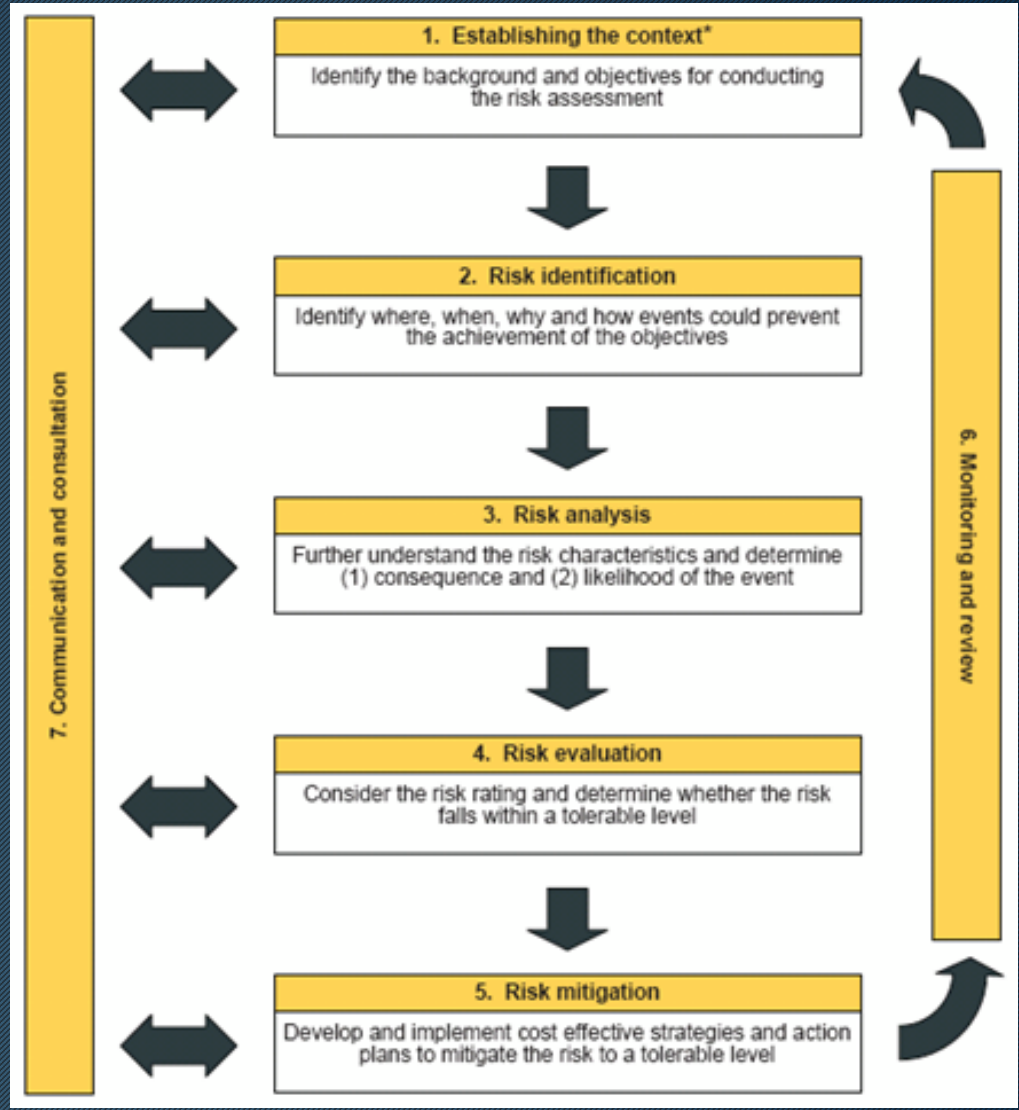 1. Establishing the context*
Identify the background and objectives for conducting
the risk assessment
2. Risk identification
Identify where, when, why and how events could prevent
the achievement of the objectives
3. Risk analysis
Further understand the risk characteristics and determine
(1) consequence and (2) likelihood of the event
4. Risk evaluation
Consider the risk rating and determine whether the risk
falls within a tolerable level
5. Risk mitigation
Develop and implement cost effective strategies and action
plans to mitigate the risk to a tolerable level
6. Monitoring and review
7. Communication and consultation